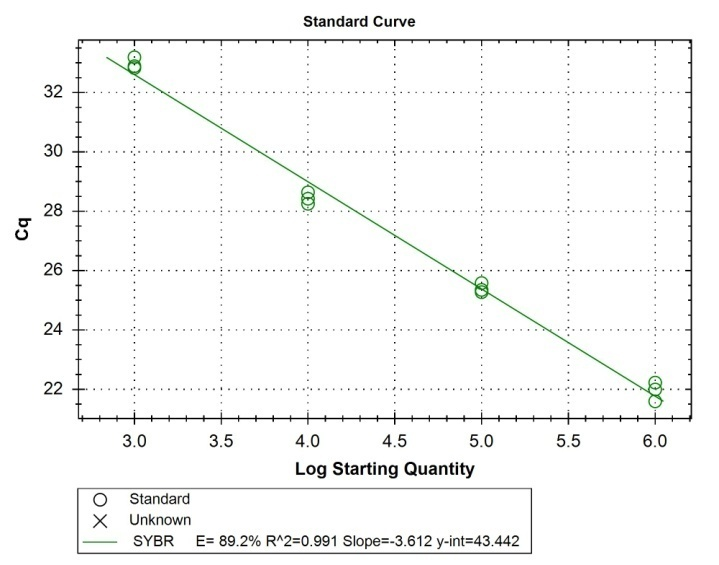 Standard Curve
32
30
28
26
24
22
Cq
3.0 3.5 4.0 4.5 5.0 5.5 6.0
Log Starting Quantity
Standard
Unknown
SYBR E= 89.2% R^2=0.991 Slope=-3.612 y-int=43.442